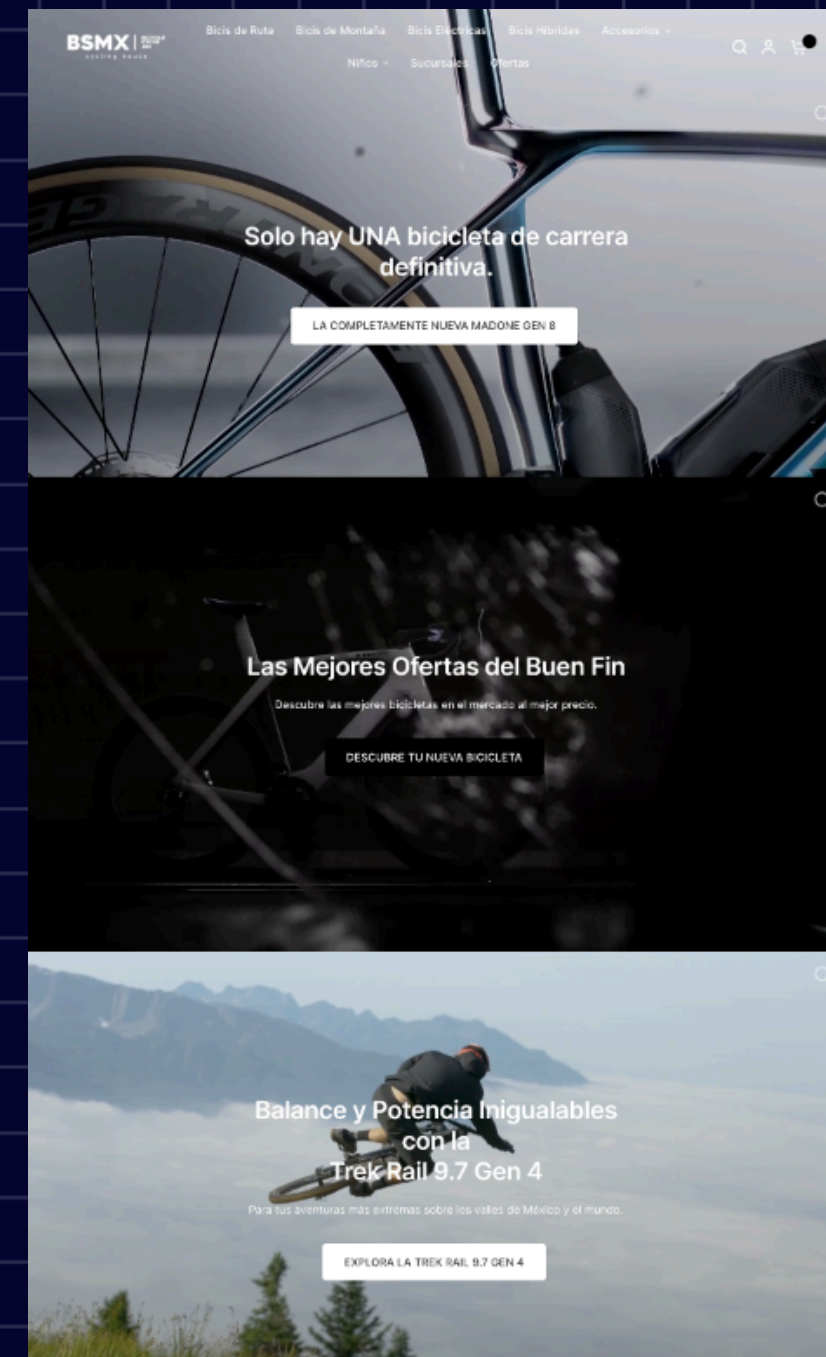 BSMX
cycling house
Bicis de Ruta Bicis de Montaña Bicis Eléctricas Bicis Híbridas Accesorios
Niños Sucursales Ofertas
Solo hay UNA bicicleta de carrera
definitiva.
LA COMPLETAMENTE NUEVA MADONE GEN 8
Las Mejores Ofertas del Buen Fin
Descubre las mejores bicicletas en el mercado al mejor precio.
DESCUBRE TU NUEVA BICICLETA
Balance y Potencia Inigualables
con la
Trek Rail 9.7 Gen 4
Para tus aventuras más extremas sobre los valles de México y el mundo.
EXPLORA LA TREK RAIL 9.7 GEN 4